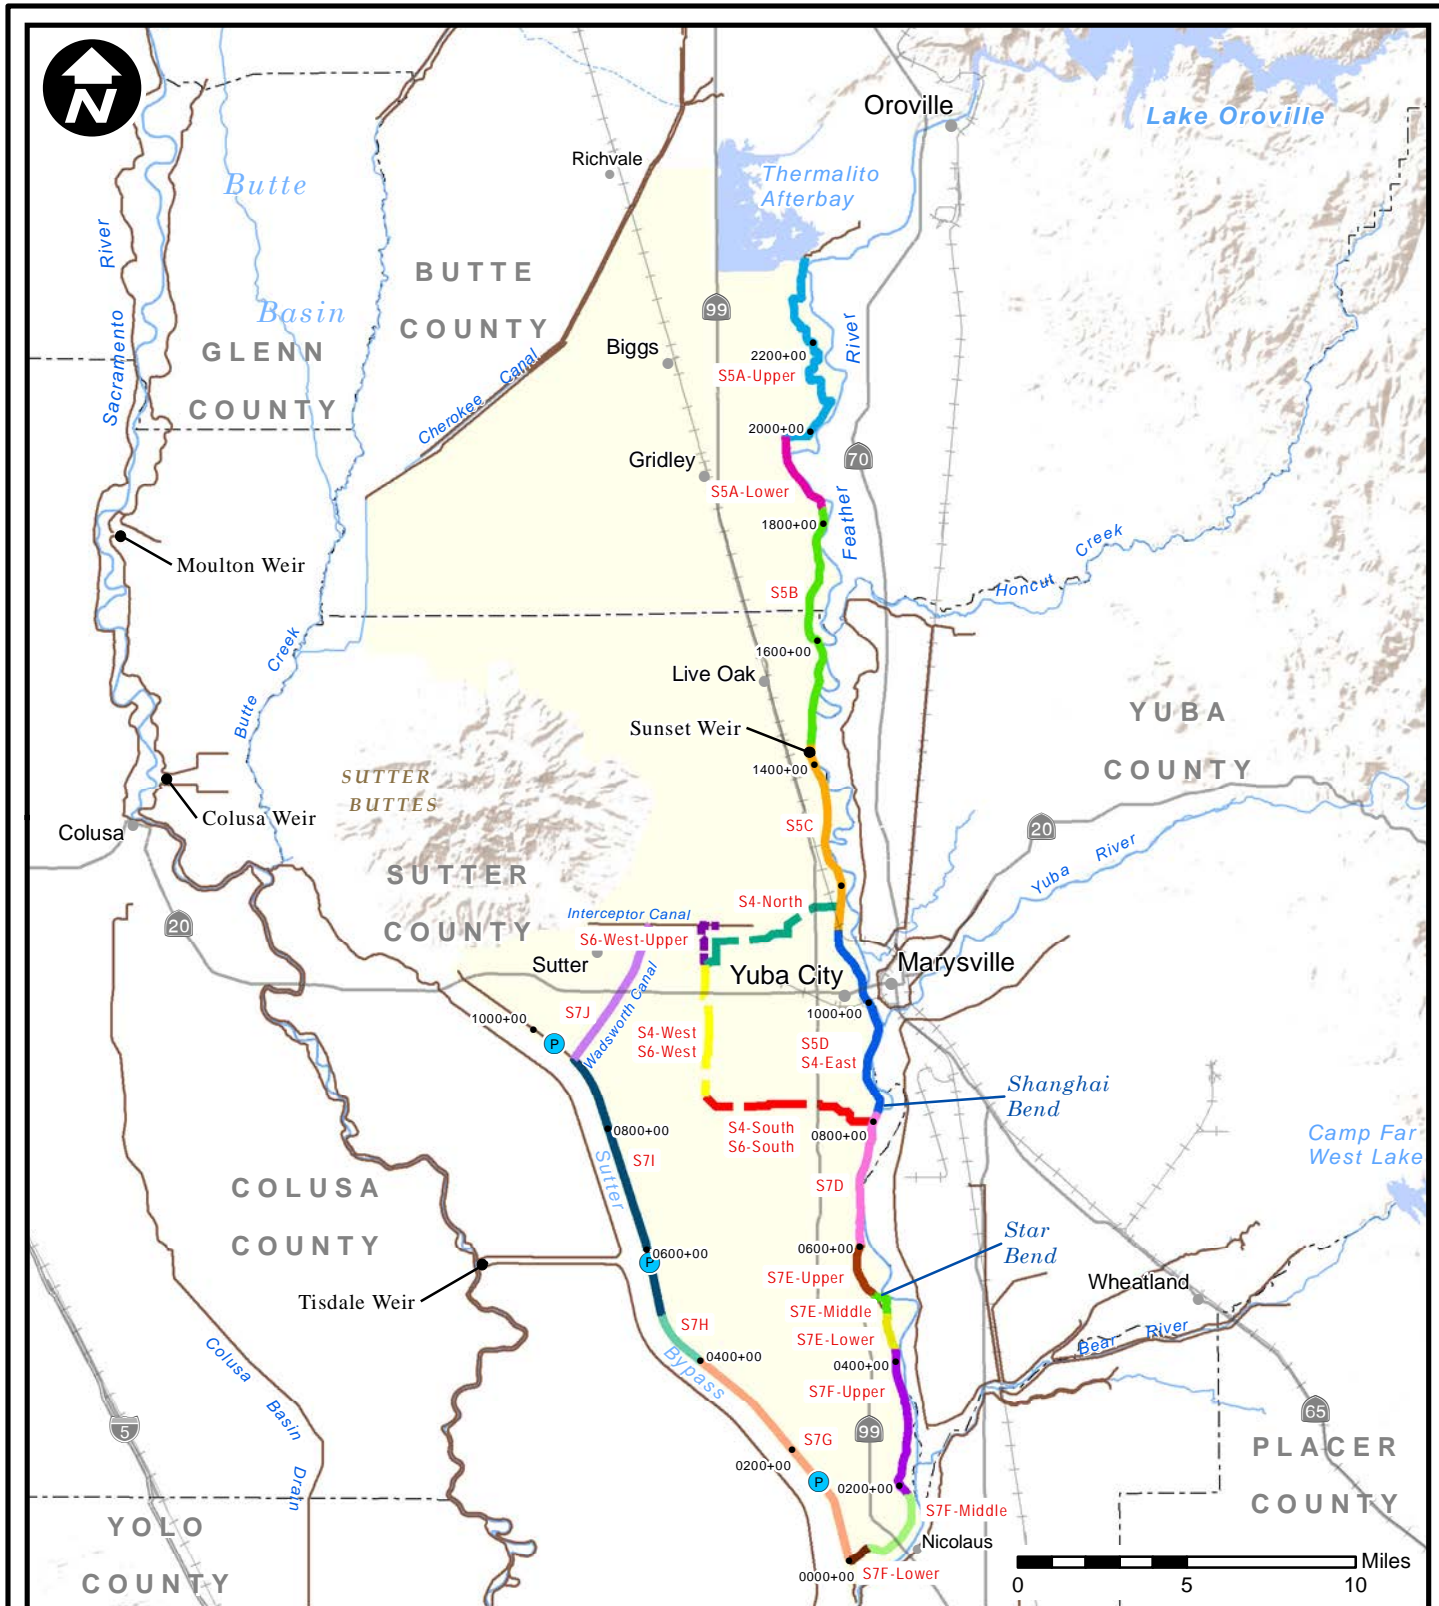 N
Oroville
Lake Oroville
Richvale
Thermalito
Afterbay
Butte
Basin
Sacramento River
BUTTE
COUNTY
99
GLENN
COUNTY
Biggs
2200+00
S5A-Upper
River
Cherokee Canal
2000+00
Gridley
70
S5A-Lower
Feather
1800+00
Moulton Weir
Honcut Creek
S5B
1600+00
Live Oak
Butte Creek
YUBA
COUNTY
Sunset Weir
1400+00
SUTTER
BUTTES
Colusa Weir
Colusa
S5C
20
Yuba River
SUTTER
COUNTY
S4-North
Interceptor Canal
20
S6-West-Upper
Sutter
Yuba City
Marysville
Wadsworth Canal
S7J
1000+00
P
1000+00
S4-West
S6-West
S5D
S4-East
Shanghai
Bend
0800+00
S7I
S4-South
S6-South
0800+00
Camp Far
West Lake
Sutter
COLUSA
COUNTY
S7D
Star
Bend
0600+00
P
0600+00
S7E-Upper
Wheatland
Tisdale Weir
S7E-Middle
S7H
S7E-Lower
Bear River
0400+00
0400+00
Bypass
S7F-Upper
Colusa Basin Drain
5
65
99
S7G
0200+00
P
0200+00
PLACER
COUNTY
S7F-Middle
YOLO
COUNTY
Nicolaus
0000+00
S7F-Lower
Miles
0 5 10